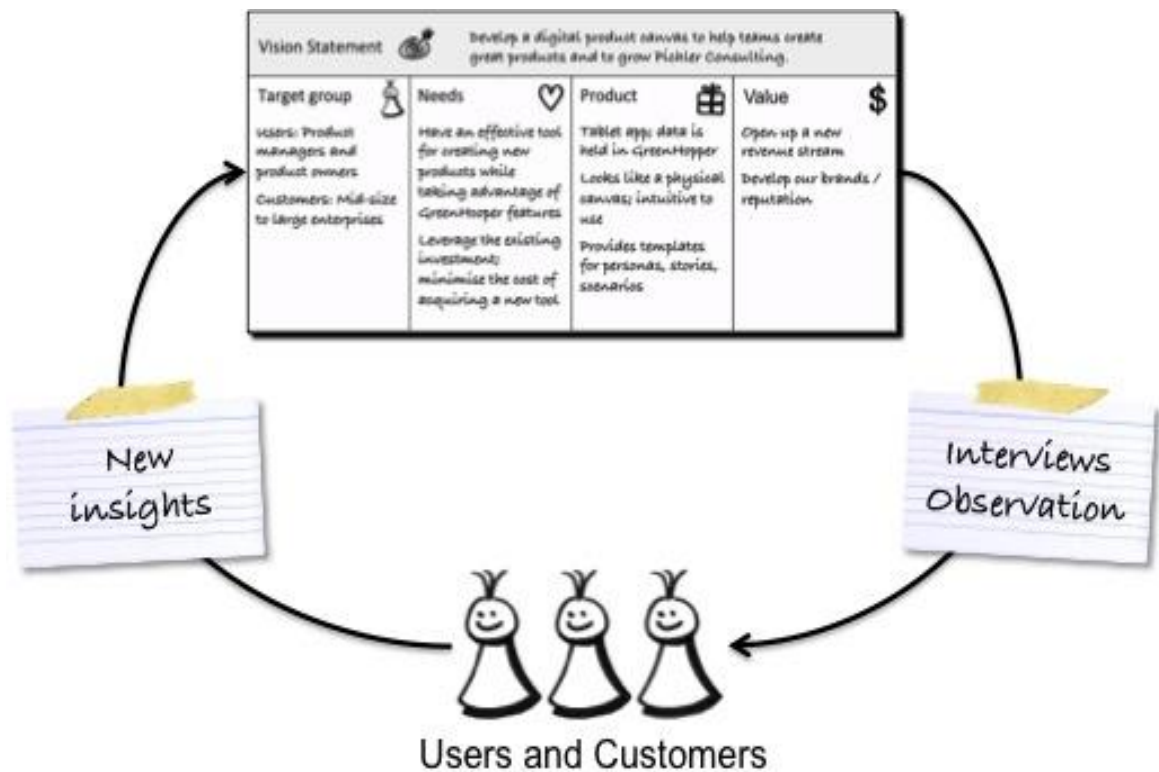 Vision Statement
Develop a digital product canvas to help teams create
great products and to grow Pichler Consulting.
Target group
Users: Product
managers and
product owners
Customers: Mid-size
to large enterprises
Needs
Have an effective tool
for creating new
products while
taking advantage of
GreenHooper features
Leverage the existing
investment;
minimise the cost of
acquiring a new tool
Product
Tablet app; data is
held in GreenHopper
Looks like a physical
canvas; intuitive to
use
Provides templates
for personas, stories,
scenarios
Value
$
Open up a new
revenue stream
Develop our brands /
reputation
New
insights
Interviews
Observation
Users and Customers